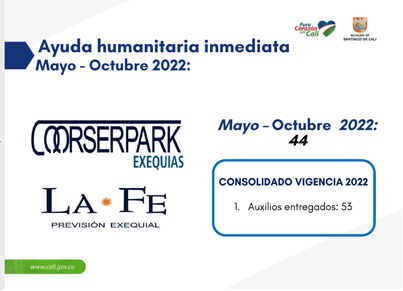 Puro
Corazón
por Cali
ALCALDÍA DE
SANTIAGO DE CALI
Ayuda humanitaria inmediata
Mayo - Octubre 2022:
COORSERPARK
EXEQUIAS
LA FE
PREVISIÓN EXEQUIAL
Mayo – Octubre 2022:
44
CONSOLIDADO VIGENCIA 2022
1. Auxilios entregados: 53
www.cali.gov.co